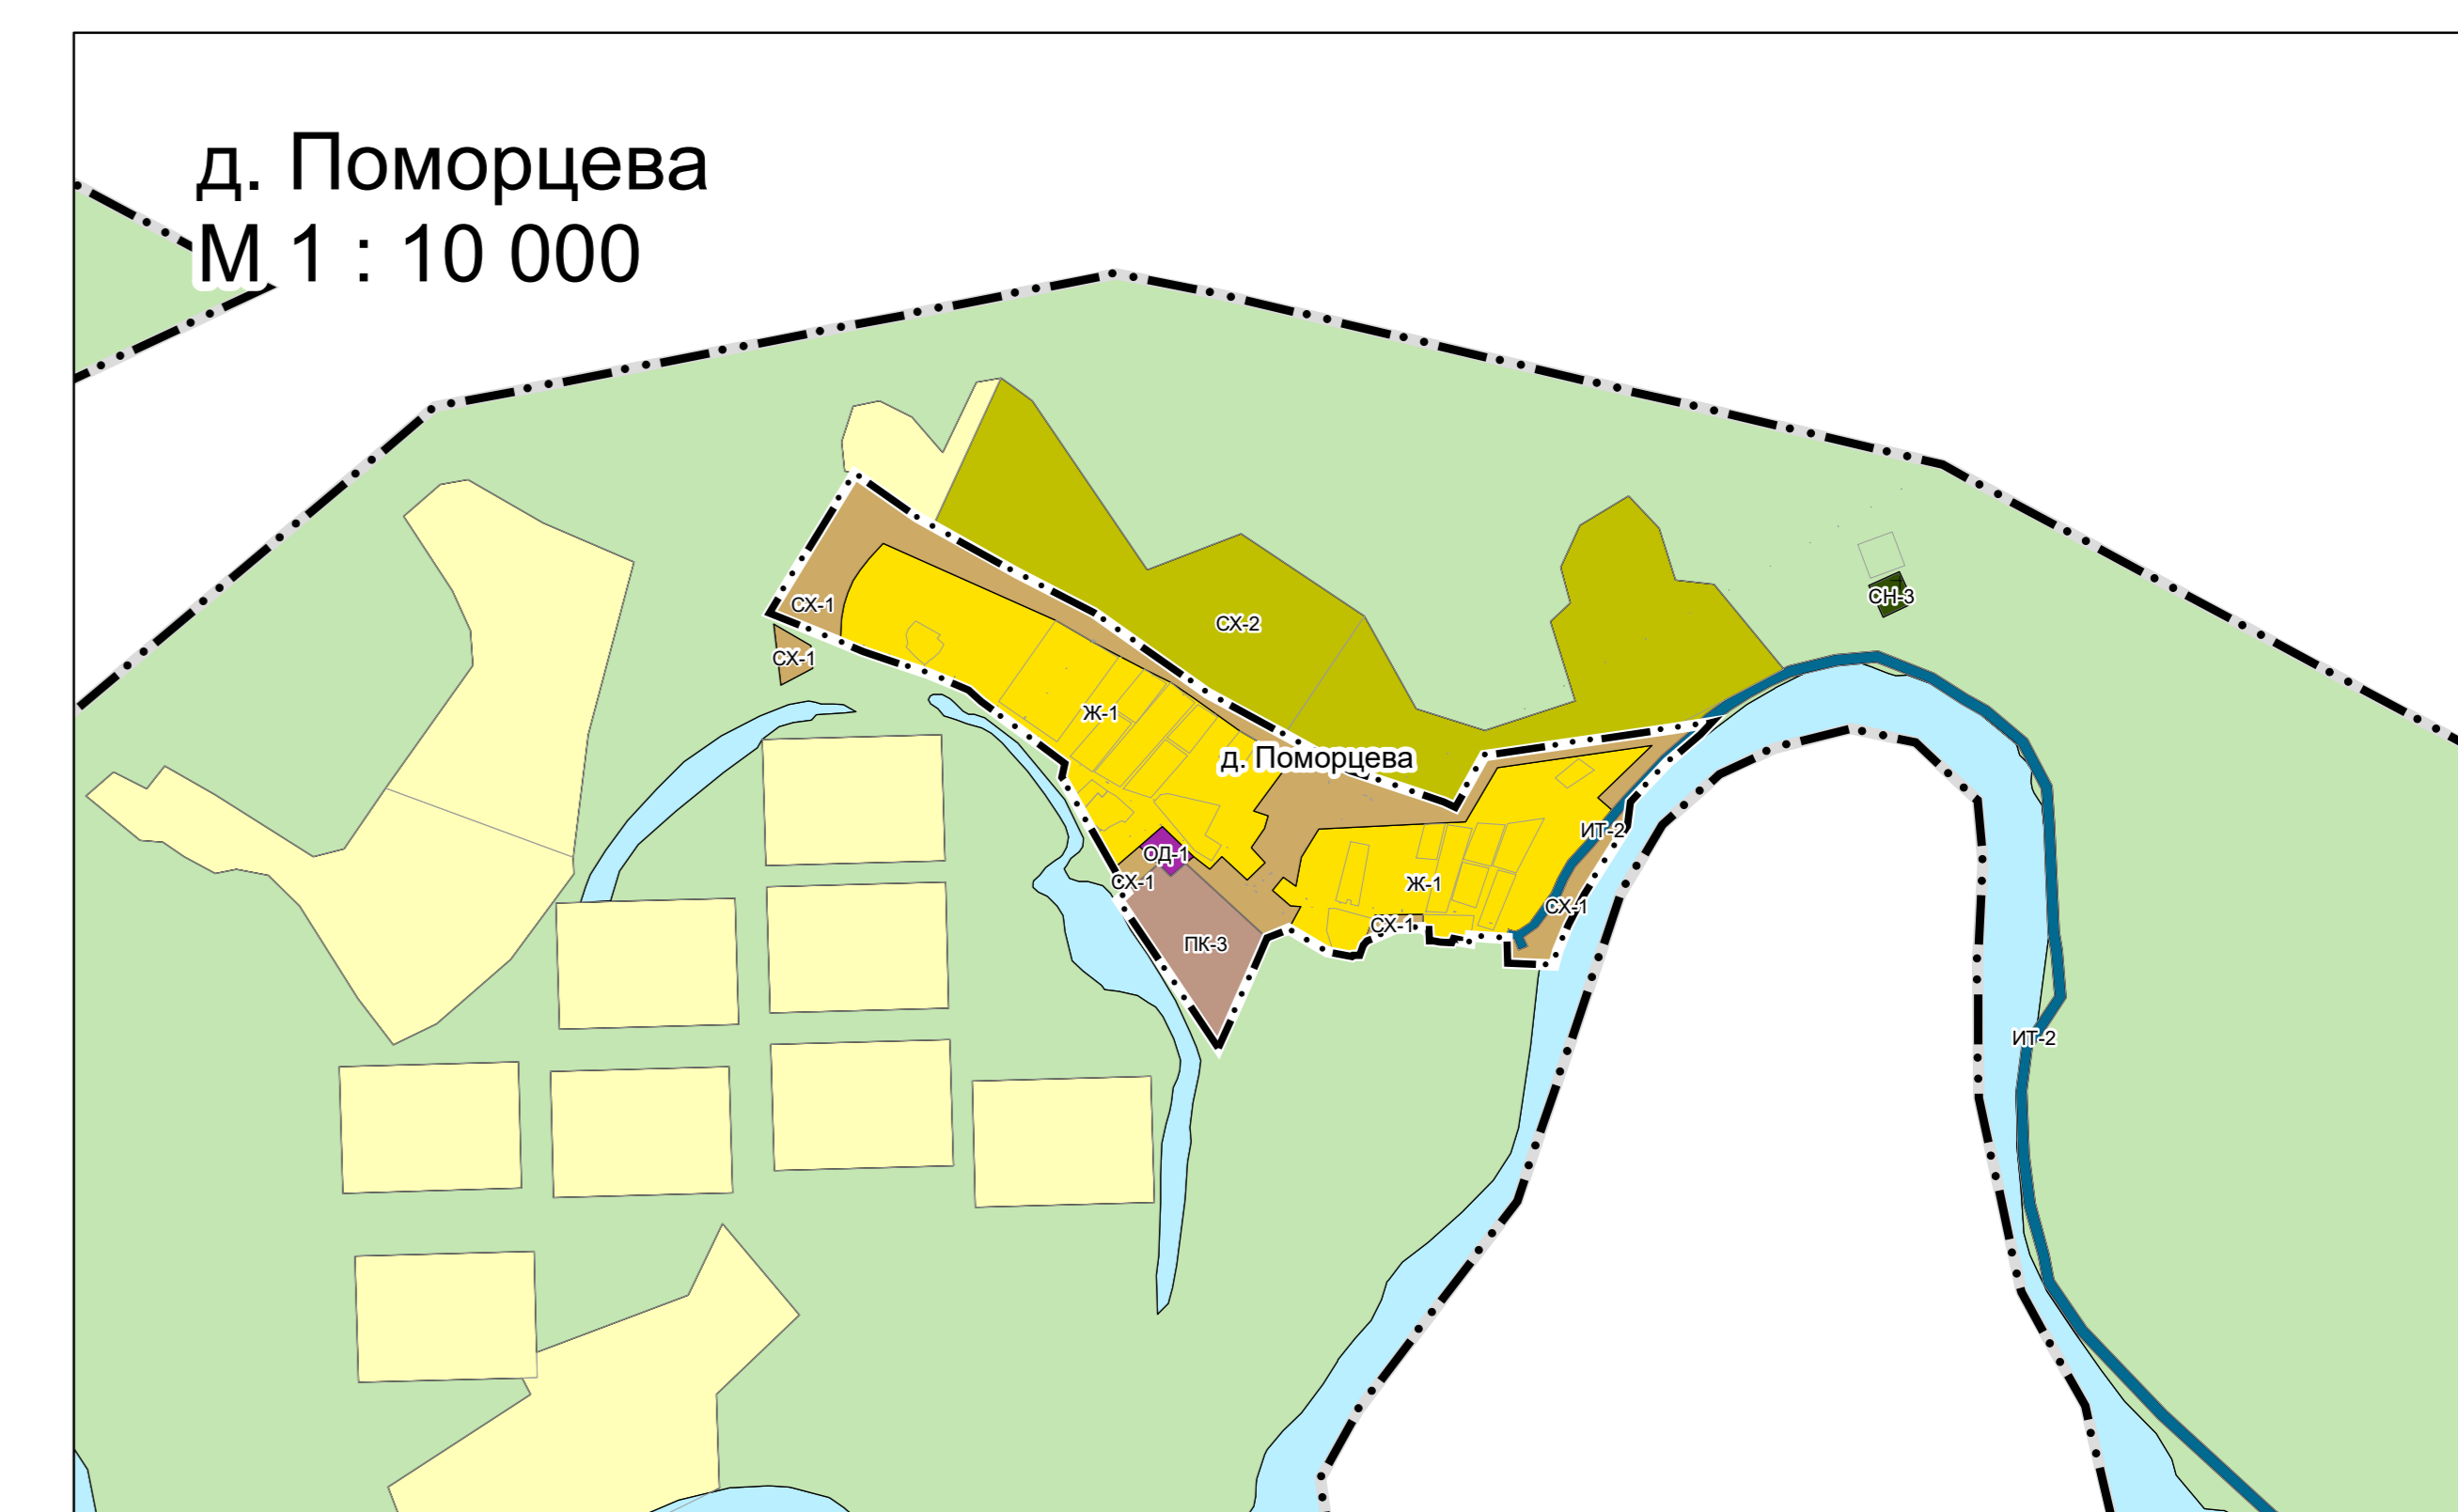 д. Поморцева
М 1 : 10 000
СН-3
СХ-1
СХ-2
СХ-1
Ж-1
д. Поморцева
ИТ-2
ОД-1
СХ-1
Ж-1
СХ-1
СХ-1
ПК-3
ИТ-2